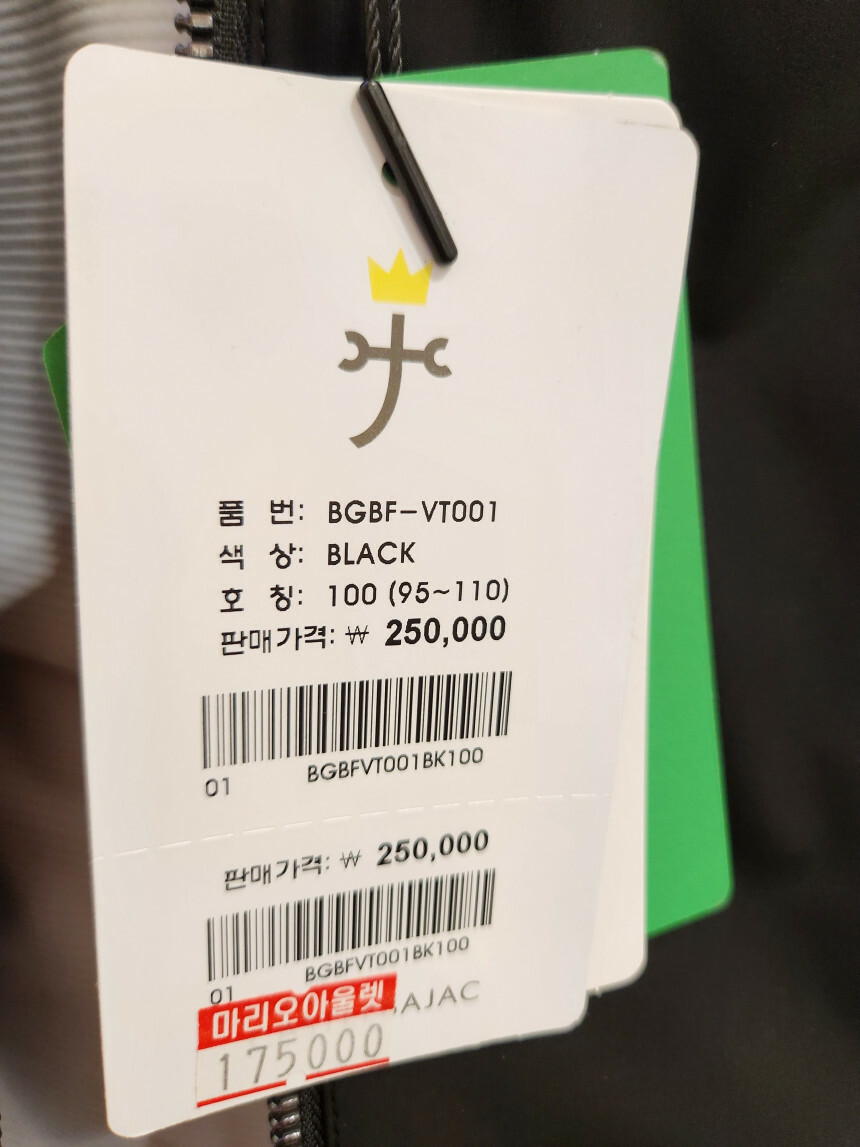 품 번: BGBF-VT001
색 상: BLACK
호 칭: 100 (95~110)
판매가격: ₩ 250,000
01 BGBFVT001BK100
판매가격: ₩ 250,000
01 BGBFVT001BK100
AJAC
마리오아울렛
175000